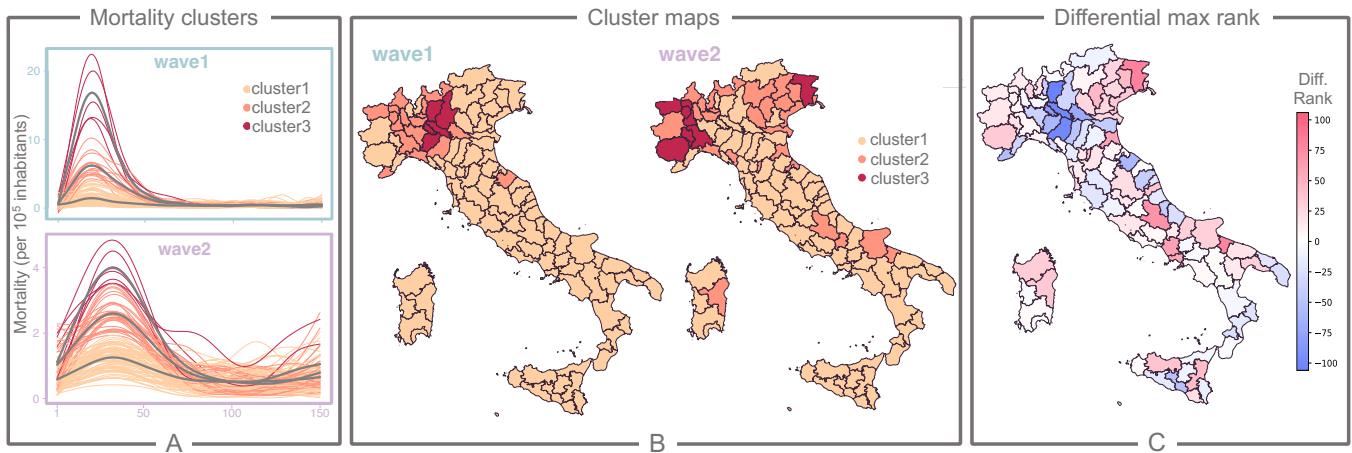 Mortality clusters
wave1
20
10
0
cluster1
cluster2
cluster3
wave2
4
2
0
1
50
100
150
Mortality (per 10⁵ inhabitants)
A
Cluster maps
wave1
wave2
cluster1
cluster2
cluster3
B
Differential max rank
Diff.
Rank
100
75
50
25
0
−25
−50
−75
−100
C